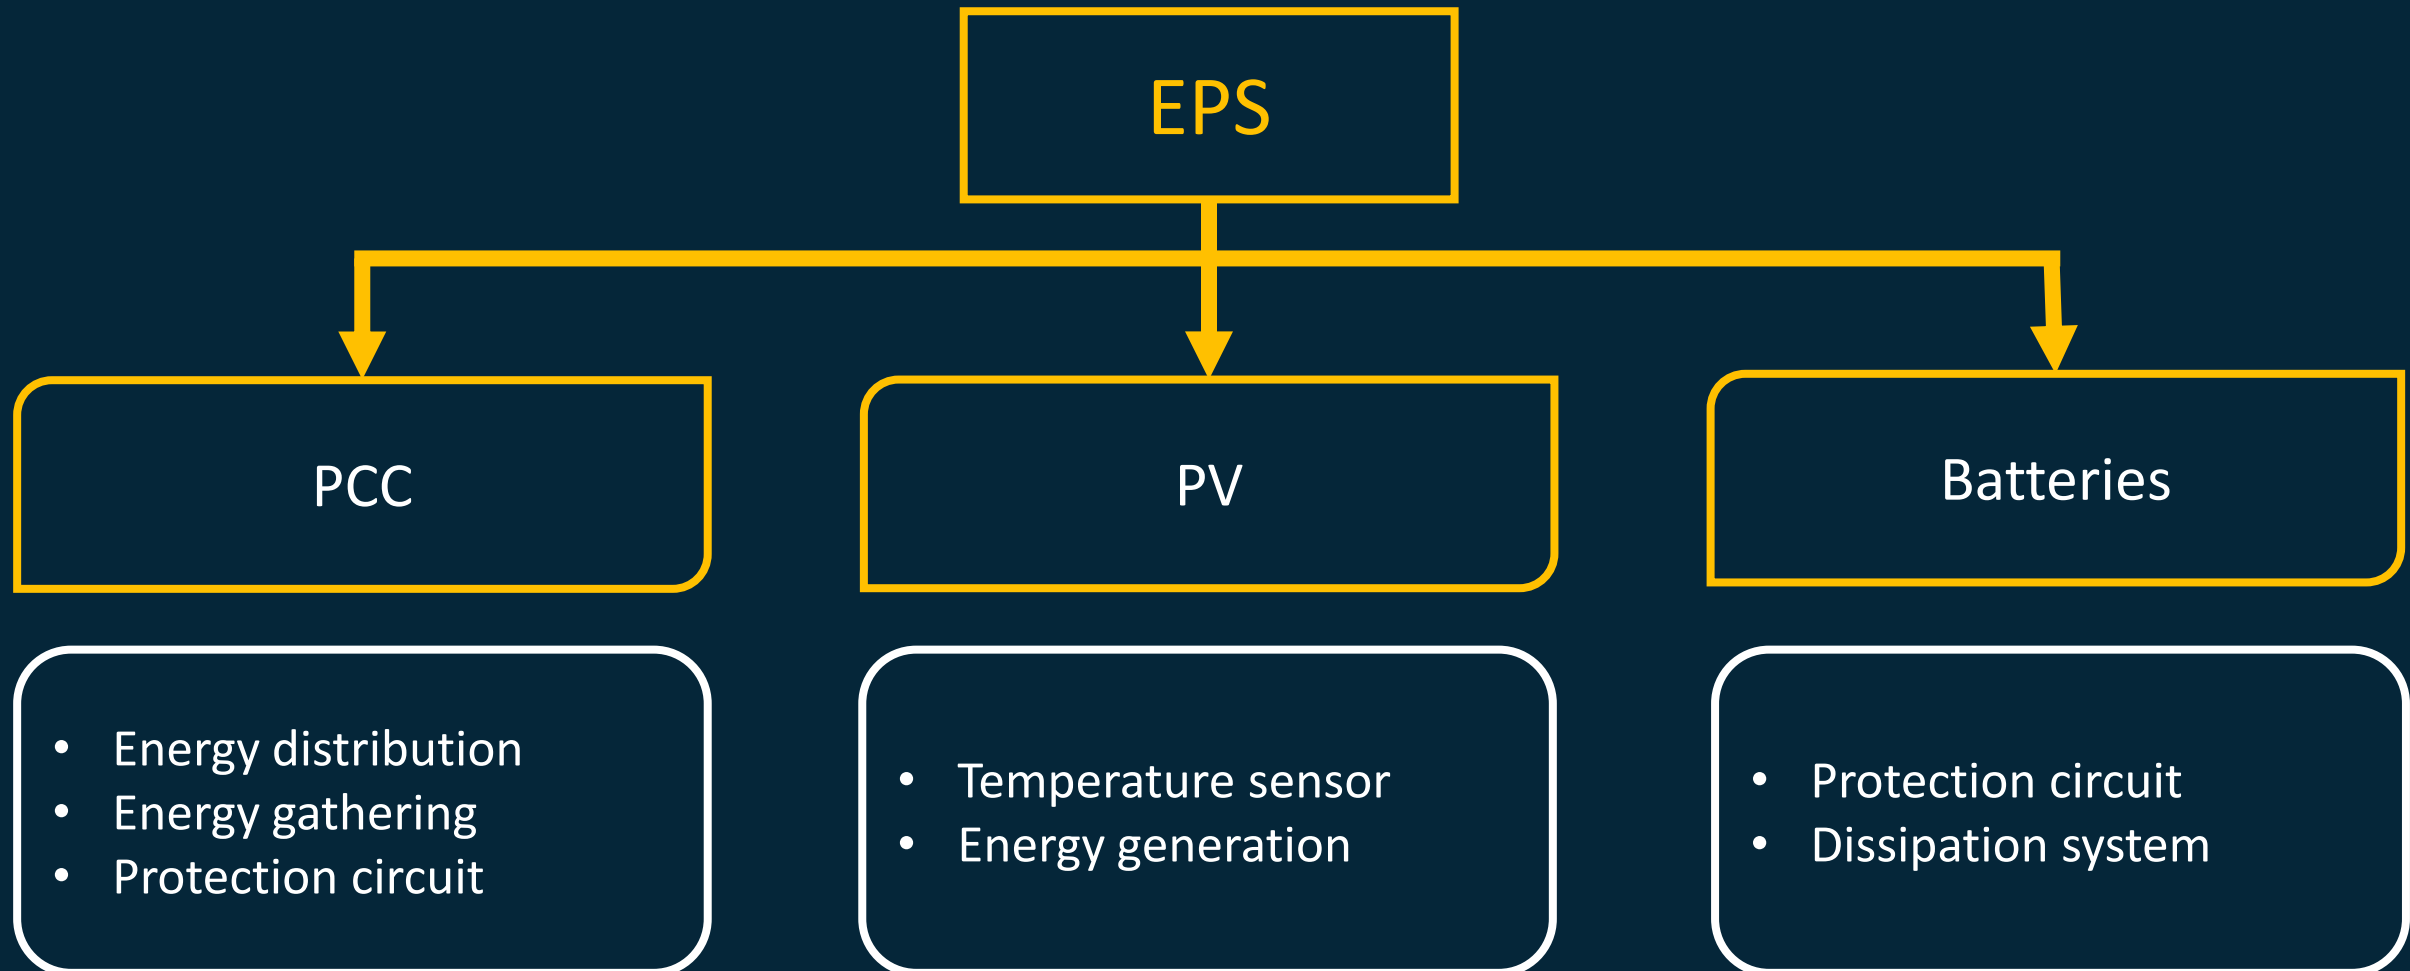 EPS
PCC
PV
Batteries
• Energy distribution
• Energy gathering
• Protection circuit
• Temperature sensor
• Energy generation
• Protection circuit
• Dissipation system